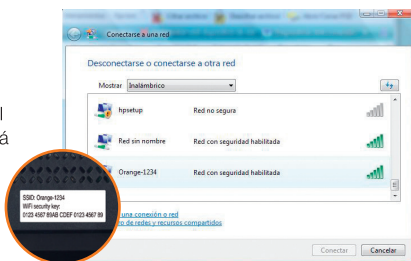 Conectarse a una red
Desconectarse o conectarse a otra red
Mostrar Inalámbrico
hpsetup Red no segura
Red sin nombre Red con seguridad habilitada
Orange-1234 Red con seguridad habilitada
una conexión o red
de redes y recursos compartidos
Conectar Cancelar
SSID: Orange-1234
WiFi security key:
0123 4567 89AB CDEF 0123 4567 89